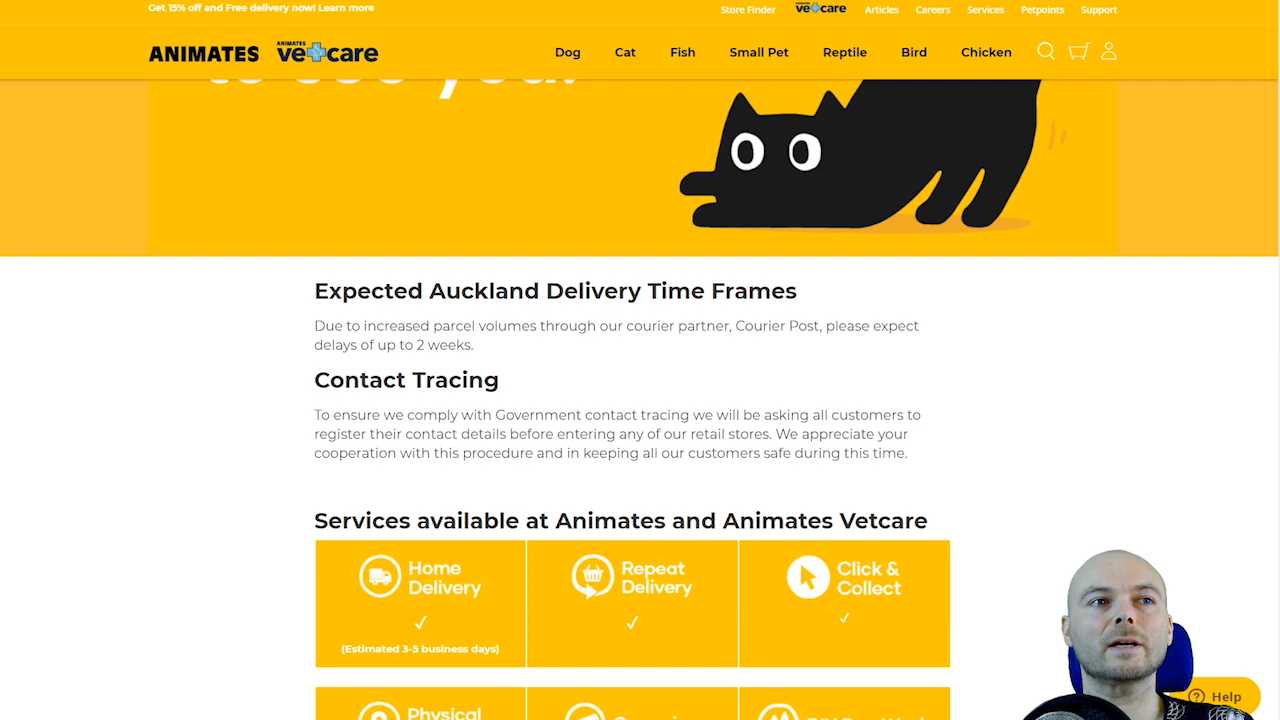 Get 15% off and Free delivery now! Learn more
Store Finder
ANIMATES vetcare
Articles
Careers
Services
Petpoints
Support
ANIMATES
ANIMATES vetcare
Dog
Cat
Fish
Small Pet
Reptile
Bird
Chicken
to see you.
Expected Auckland Delivery Time Frames
Due to increased parcel volumes through our courier partner, Courier Post, please expect
delays of up to 2 weeks.
Contact Tracing
To ensure we comply with Government contact tracing we will be asking all customers to
register their contact details before entering any of our retail stores. We appreciate your
cooperation with this procedure and in keeping all our customers safe during this time.
Services available at Animates and Animates Vetcare
Home
Delivery
✓
(Estimated 3-5 business days)
Repeat
Delivery
✓
Click &
Collect
✓
Physical
Help